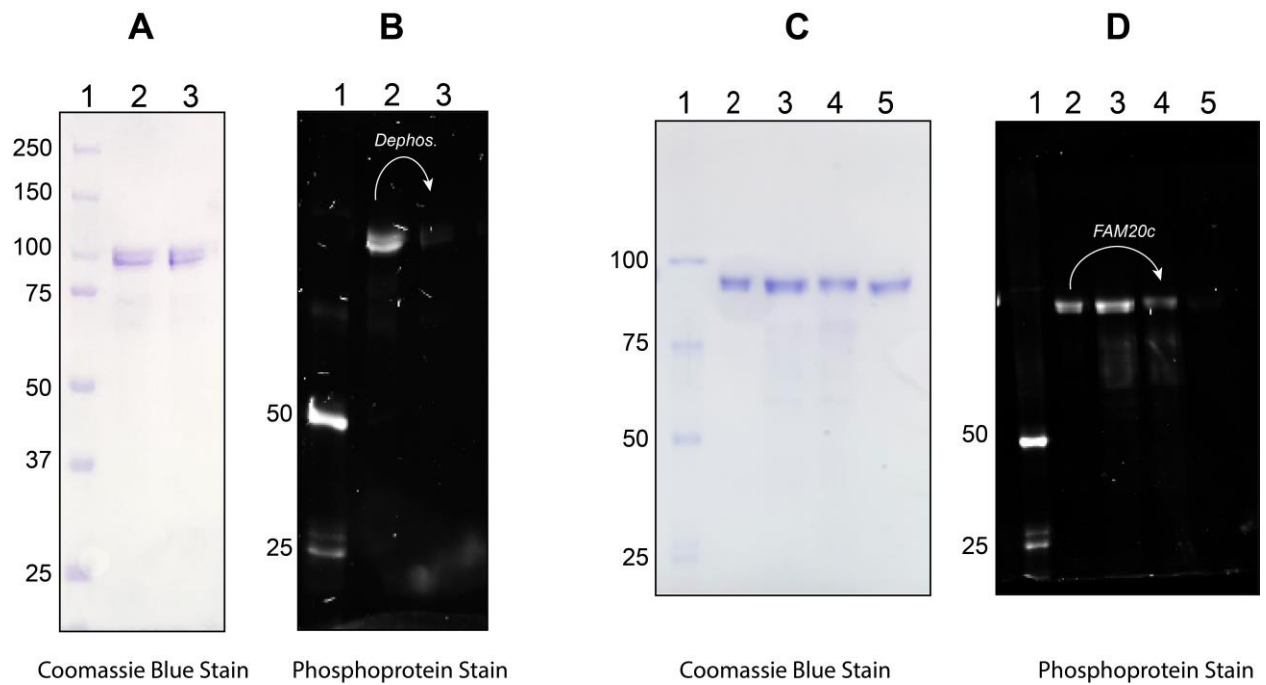 A
B
C
D
1 2 3
1 2 3
1 2 3 4 5
1 2 3 4 5
250
150
100
75
50
37
25
Dephos.
50
25
100
75
50
25
FAM20c
50
25
Coomassie Blue Stain
Phosphoprotein Stain
Coomassie Blue Stain
Phosphoprotein Stain